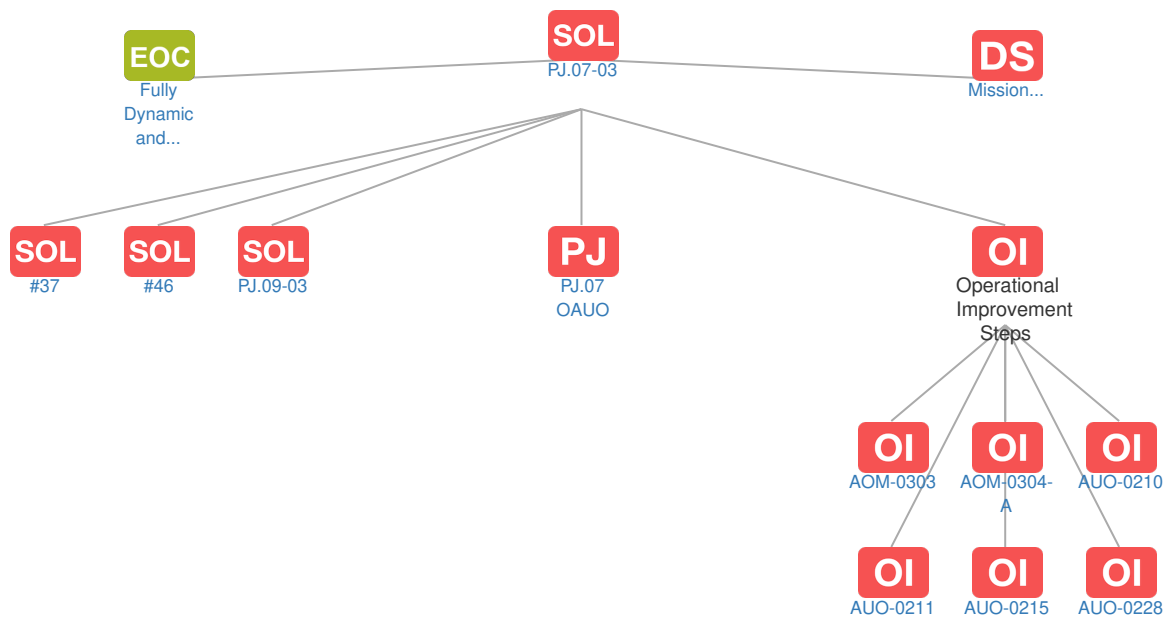 EOC
Fully
Dynamic
and...
SOL
PJ.07-03
DS
Mission...
SOL
#37
SOL
#46
SOL
PJ.09-03
PJ
PJ.07
OAUO
OI
Operational
Improvement
Steps
OI
AOM-0303
OI
AOM-0304-
A
OI
AUO-0210
OI
AUO-0211
OI
AUO-0215
OI
AUO-0228